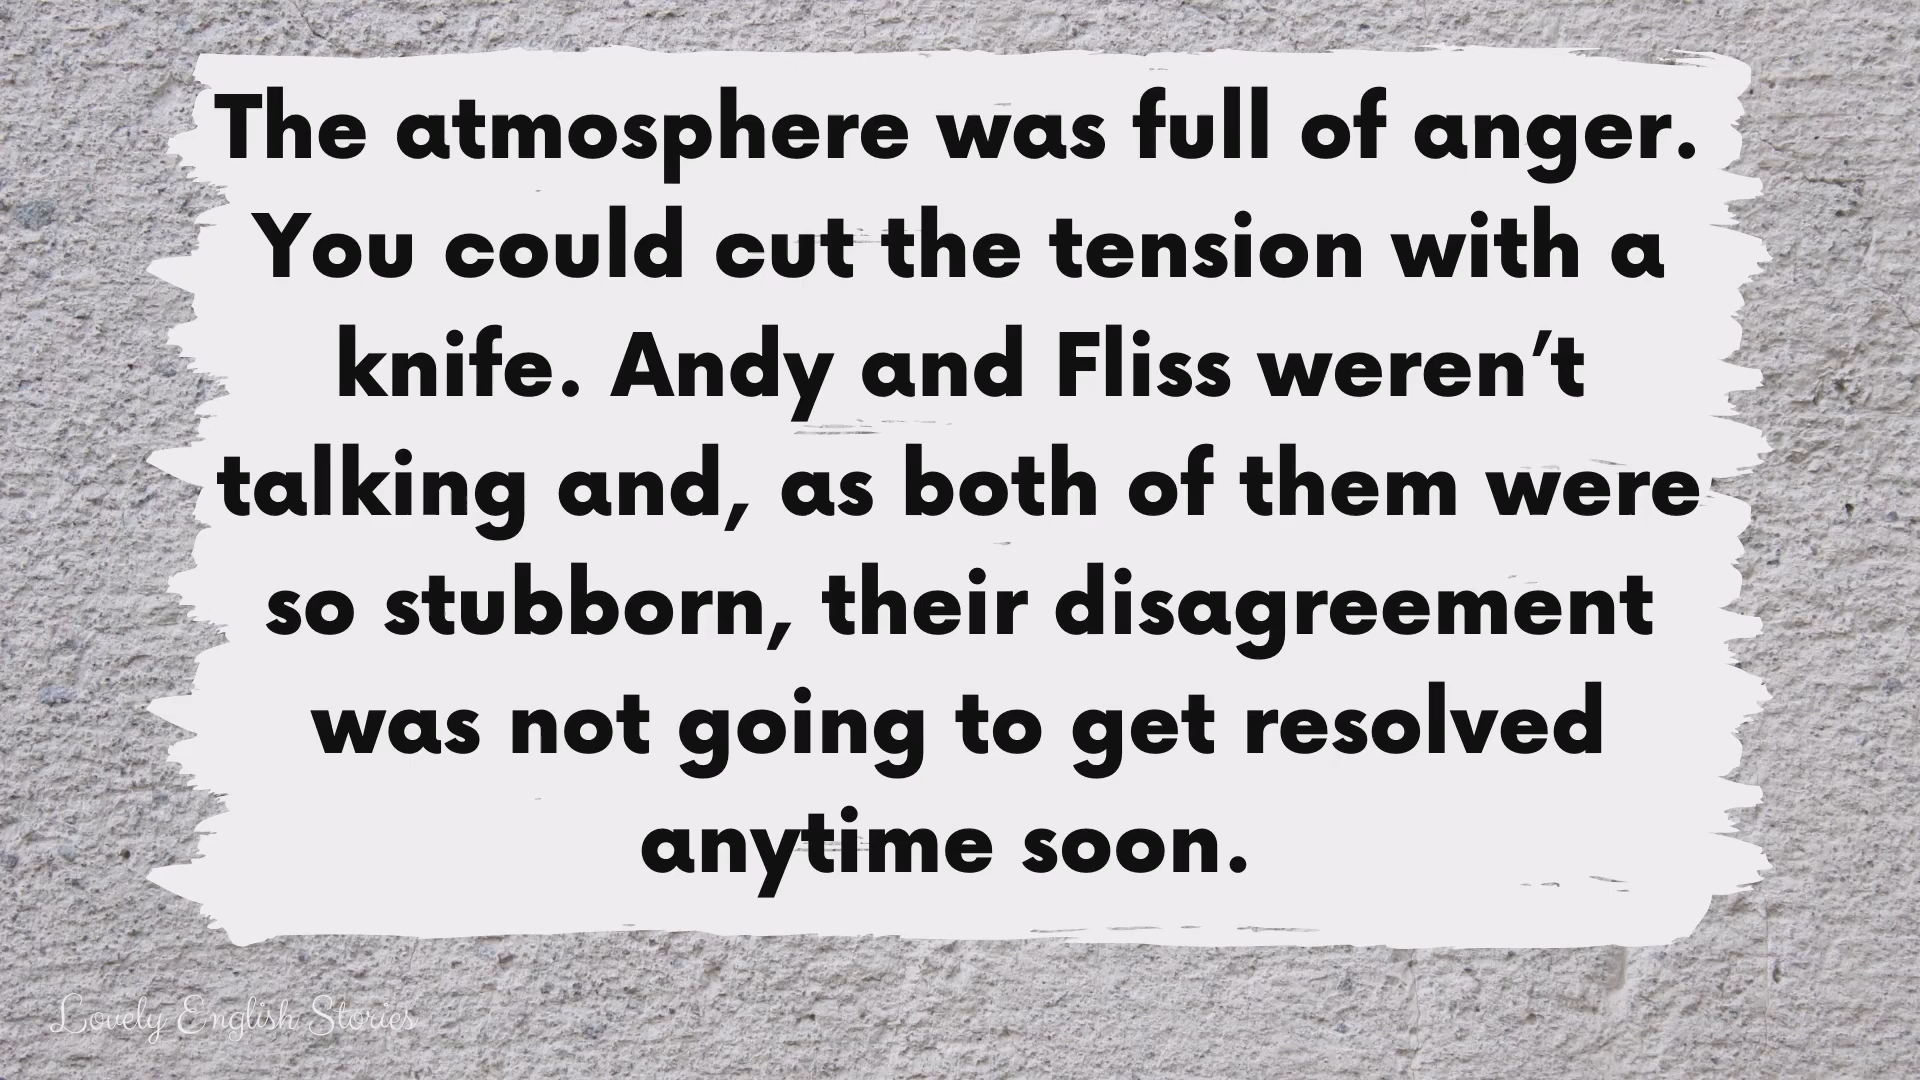 The atmosphere was full of anger.
You could cut the tension with a
knife. Andy and Fliss weren’t
talking and, as both of them were
so stubborn, their disagreement
was not going to get resolved
anytime soon.
Lovely English Stories